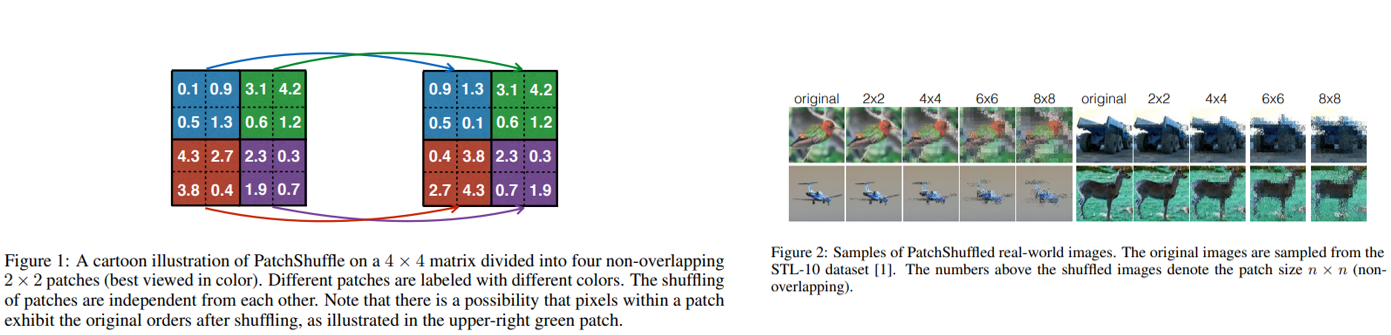 0.1 0.9 3.1 4.2
0.5 1.3 0.6 1.2
4.3 2.7 2.3 0.3
3.8 0.4 1.9 0.7
0.9 1.3 3.1 4.2
0.5 0.1 0.6 1.2
0.4 3.8 2.3 0.3
2.7 4.3 0.7 1.9
Figure 1: A cartoon illustration of PatchShuffle on a 4 × 4 matrix divided into four non-overlapping
2 × 2 patches (best viewed in color). Different patches are labeled with different colors. The shuffling
of patches are independent from each other. Note that there is a possibility that pixels within a patch
exhibit the original orders after shuffling, as illustrated in the upper-right green patch.
original 2x2 4x4 6x6 8x8 original 2x2 4x4 6x6 8x8
Figure 2: Samples of PatchShuffled real-world images. The original images are sampled from the
STL-10 dataset [1]. The numbers above the shuffled images denote the patch size n × n (non-
overlapping).